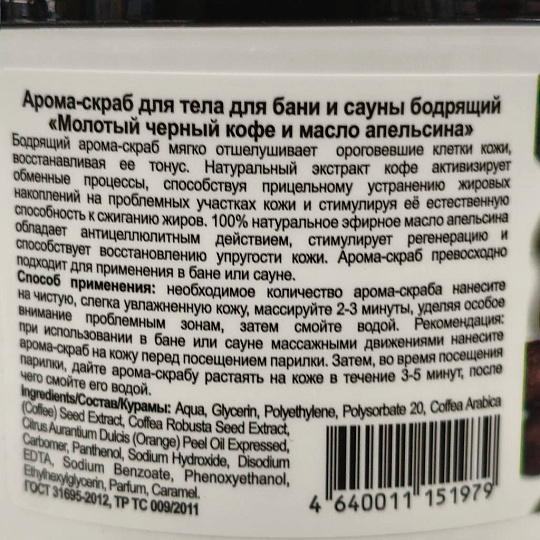 Арома-скраб для тела для бани и сауны бодрящий
«Молотый черный кофе и масло апельсина»
Бодрящий арома-скраб мягко отшелушивает ороговевшие клетки кожи,
восстанавливая ее тонус. Натуральный экстракт кофе активизирует
обменные процессы, способствуя прицельному устранению жировых
накоплений на проблемных участках кожи и стимулируя её естественную
способность к сжиганию жиров. 100% натуральное эфирное масло апельсина
обладает антицеллюлитным действием, стимулирует регенерацию и
способствует восстановлению упругости кожи. Арома-скраб превосходно
подходит для применения в бане или сауне.
Способ применения: необходимое количество арома-скраба нанесите
на чистую, слегка увлажненную кожу, массируйте 2-3 минуты, уделяя особое
внимание проблемным зонам, затем смойте водой. Рекомендация:
при использовании в бане или сауне массажными движениями нанесите
арома-скраб на кожу перед посещением парилки. Затем, во время посещения
парилки, дайте арома-скрабу растаять на коже в течение 3-5 минут, после
чего смойте его водой.
Ingredients/Состав/Курамы: Aqua, Glycerin, Polyethylene, Polysorbate 20, Coffea Arabica
(Coffee) Seed Extract, Coffea Robusta Seed Extract,
Citrus Aurantium Dulcis (Orange) Peel Oil Expressed,
Carbomer, Panthenol, Sodium Hydroxide, Disodium
EDTA, Sodium Benzoate, Phenoxyethanol,
Ethylhexylglycerin, Parfum, Caramel.
ГОСТ 31695-2012, ТР ТС 009/2011
4 640011 151979